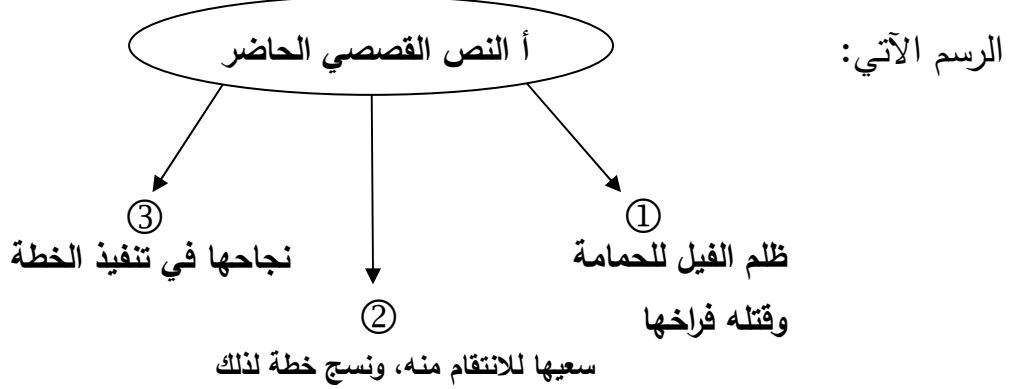 الرسم الآتي:
أ النص القصصي الحاضر
①
ظلم الفيل للحمامة
وقتله فراخها
②
سعيها للانتقام منه، ونسج خطة لذلك
③
نجاحها في تنفيذ الخطة